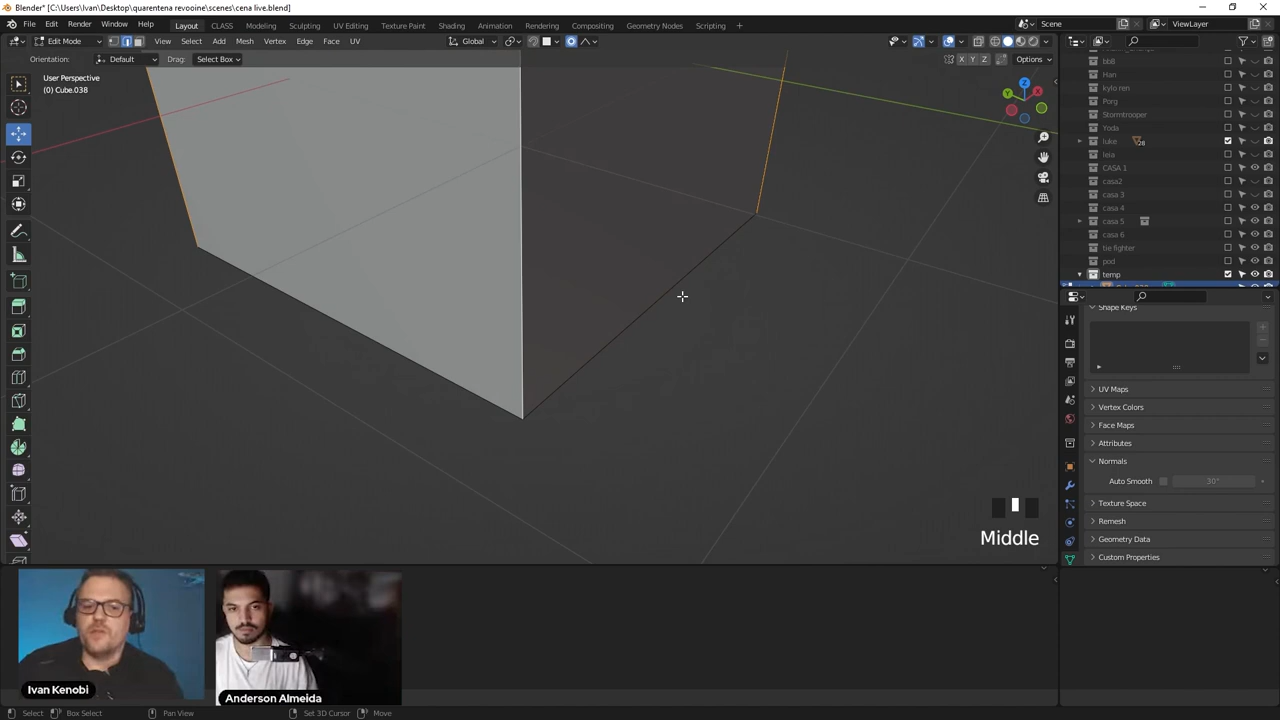 Blender* [C:\Users\Ivan\Desktop\quarentena revooine\scenes\cena live.blend]
File Edit Render Window Help Layout CLASS Modeling Sculpting UV Editing Texture Paint Shading Animation Rendering Compositing Geometry Nodes Scripting + Scene ViewLayer
Edit Mode View Select Add Mesh Vertex Edge Face UV Global
Orientation: Default Drag: Select Box X Y Z Options
User Perspective
(0) Cube.038
Z
Y X
bb8
Han
kylo ren
Porg
Stormtrooper
Yoda
luke 28
leia
CASA 1
casa2
casa 3
casa 4
casa 5
casa 6
tie fighter
pod
temp
Shape Keys
UV Maps
Vertex Colors
Face Maps
Attributes
Normals
Auto Smooth 30°
Texture Space
Remesh
Geometry Data
Custom Properties
Middle
Ivan Kenobi
Anderson Almeida
Select Box Select Pan View Set 3D Cursor Move